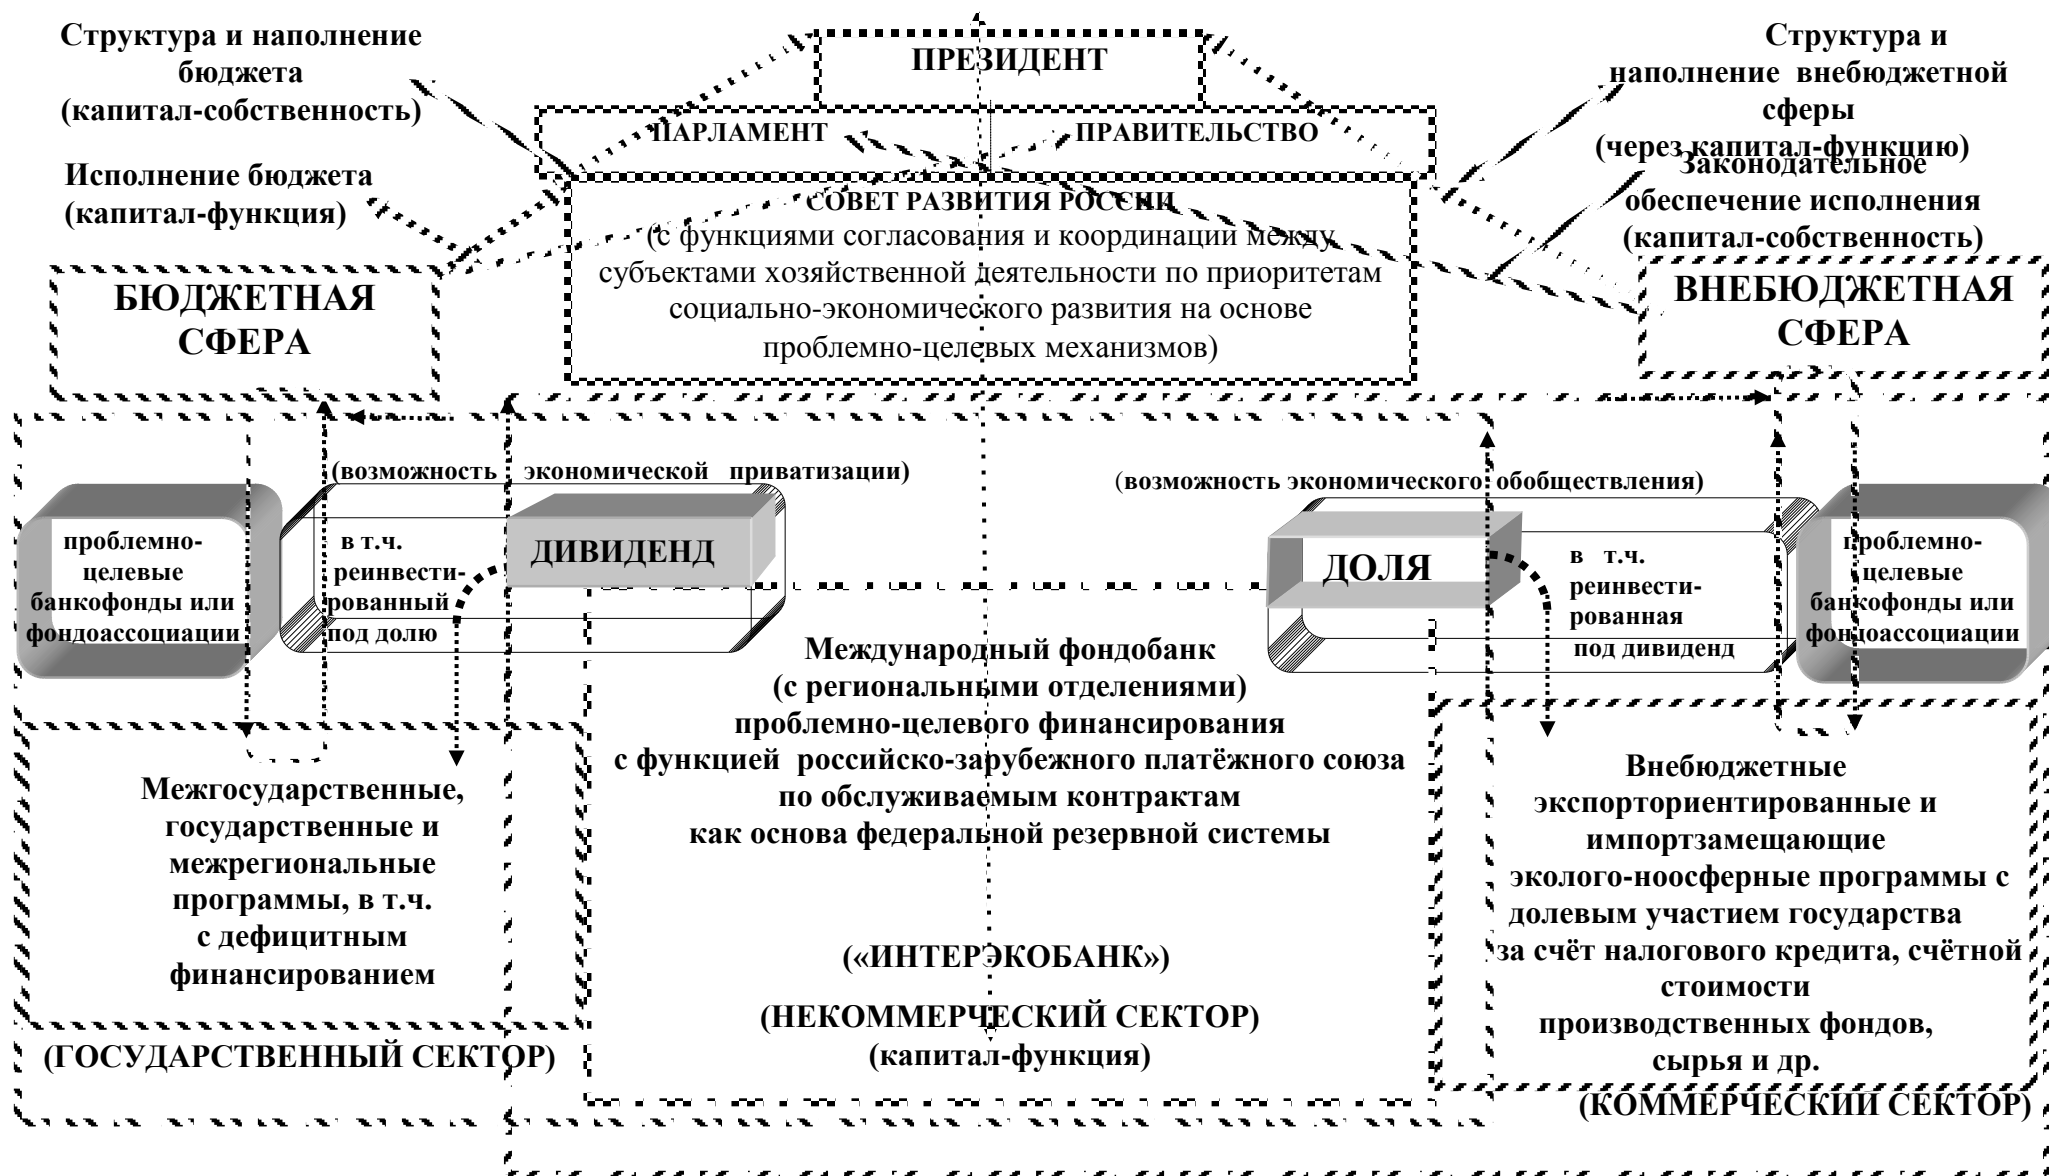 Структура и наполнение
бюджета
(капитал-собственность)
Исполнение бюджета
(капитал-функция)
ПРЕЗИДЕНТ
ПАРЛАМЕНТ
ПРАВИТЕЛЬСТВО
СОВЕТ РАЗВИТИЯ РОССИИ
(с функциями согласования и координации между
субъектами хозяйственной деятельности по приоритетам
социально-экономического развития на основе
проблемно-целевых механизмов)
Структура и
наполнение внебюджетной
сферы
(через капитал-функцию)
Законодательное
обеспечение исполнения
(капитал-собственность)
БЮДЖЕТНАЯ
СФЕРА
ВНЕБЮДЖЕТНАЯ
СФЕРА
(возможность экономической приватизации)
(возможность экономического обобществления)
проблемно-
целевые
банкофонды или
фондоассоциации
в т.ч.
реинвести-
рованный
под долю
ДИВИДЕНД
ДОЛЯ
в т.ч.
реинвести-
рованная
под дивиденд
проблемно-
целевые
банкофонды или
фондоассоциации
Международный фондобанк
(с региональными отделениями)
проблемно-целевого финансирования
с функцией российско-зарубежного платёжного союза
по обслуживаемым контрактам
как основа федеральной резервной системы
(«ИНТЕРЭКОБАНК»)
(НЕКОММЕРЧЕСКИЙ СЕКТОР)
(капитал-функция)
Межгосударственные,
государственные и
межрегиональные
программы, в т.ч.
с дефицитным
финансированием
(ГОСУДАРСТВЕННЫЙ СЕКТОР)
Внебюджетные
экспорториентированные и
импортзамещающие
эколого-ноосферные программы с
долевым участием государства
за счёт налогового кредита, счётной
стоимости
производственных фондов,
сырья и др.
(КОММЕРЧЕСКИЙ СЕКТОР)